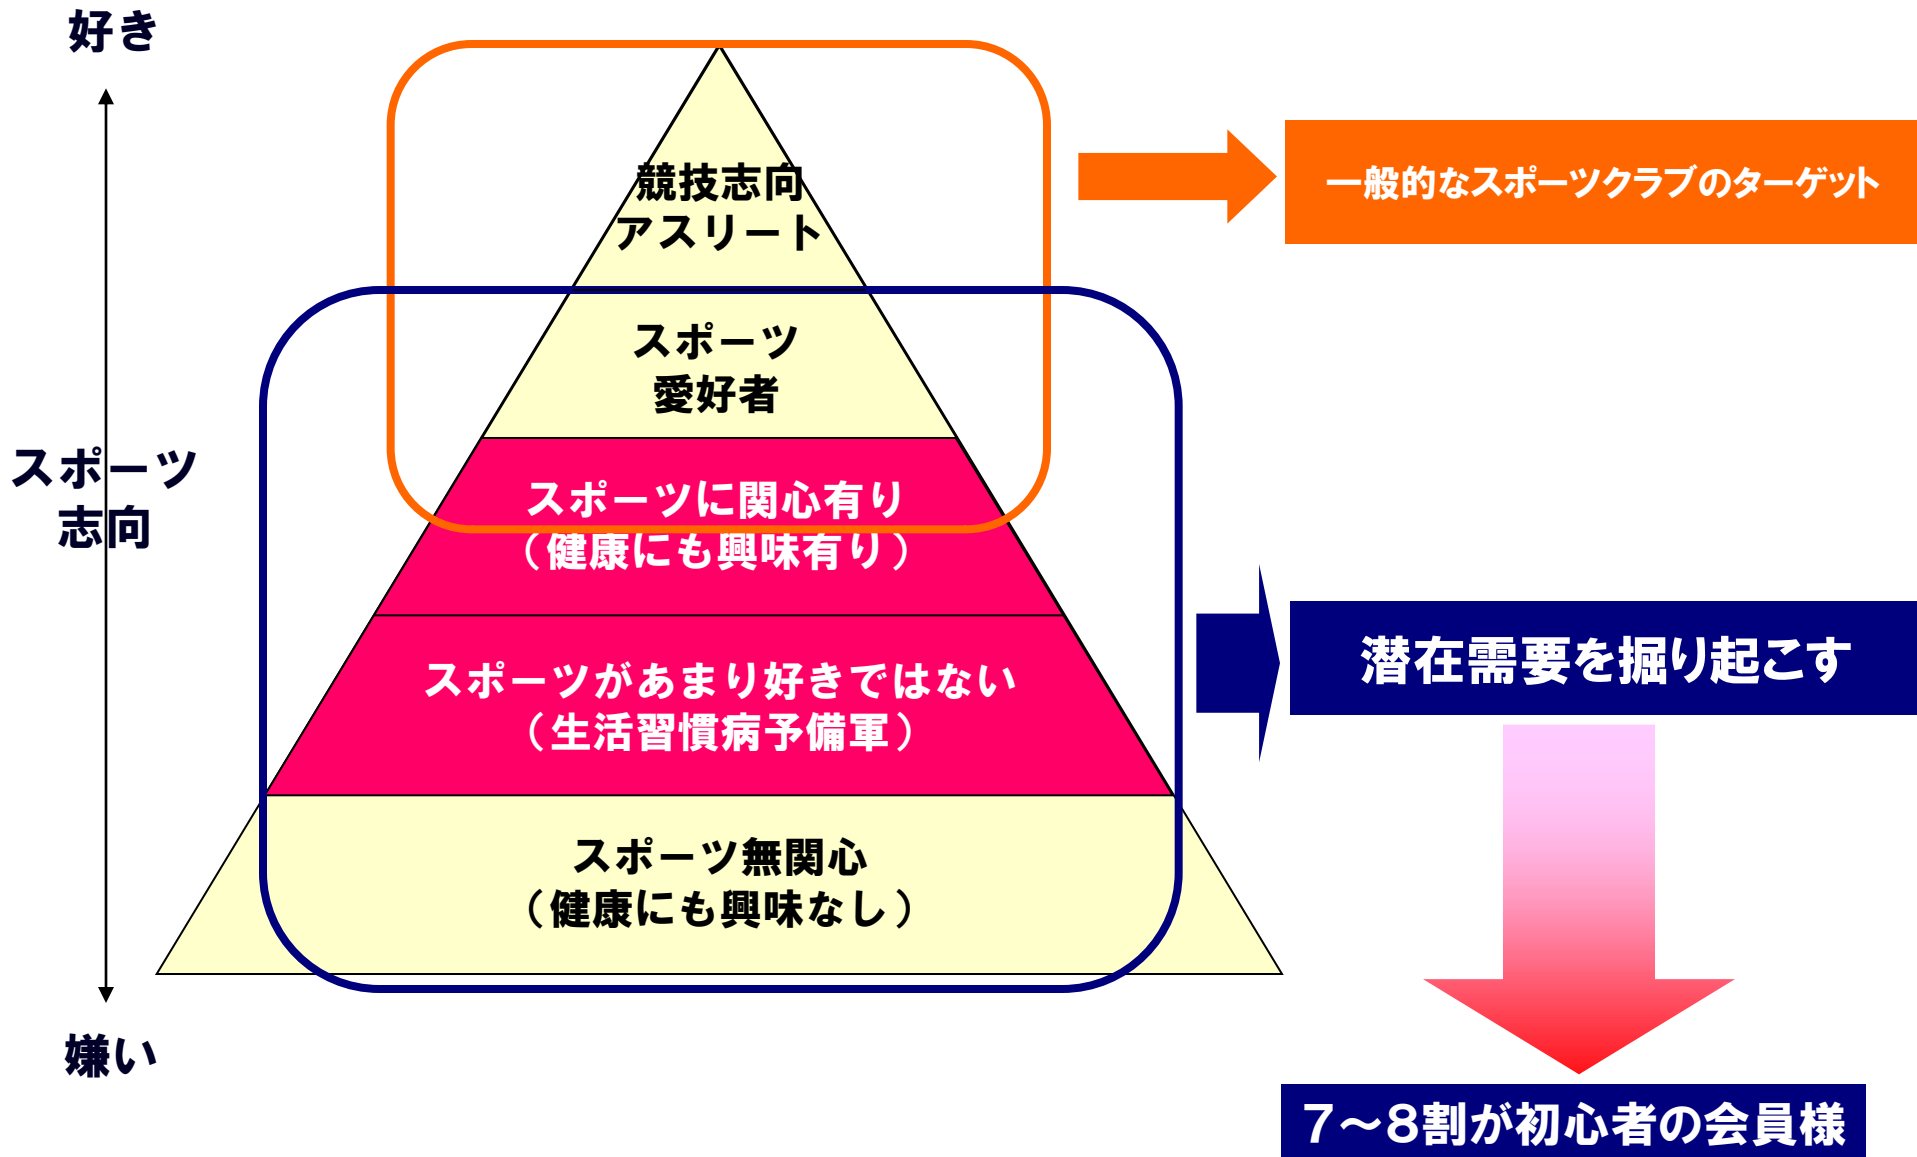 好き
スポーツ
志向
嫌い
競技志向
アスリート
スポーツ
愛好者
スポーツに関心有り
（健康にも興味有り）
スポーツがあまり好きではない
（生活習慣病予備軍）
スポーツ無関心
（健康にも興味なし）
一般的なスポーツクラブのターゲット
潜在需要を掘り起こす
７～８割が初心者の会員様